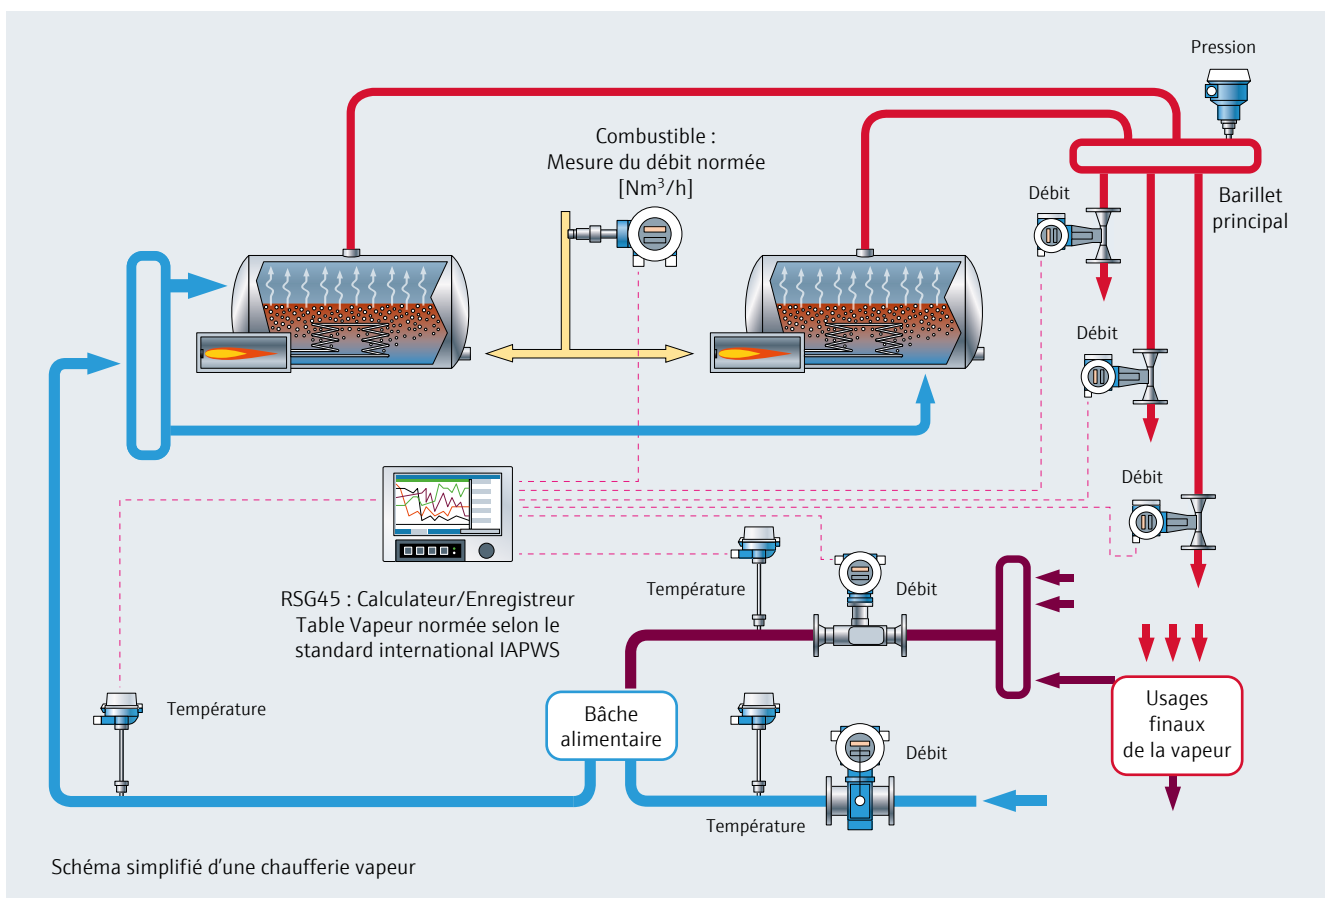 Pression
Combustible :
Mesure du débit normée
[Nm³/h]
Débit
Barillet
principal
Débit
Débit
RSG45 : Calculateur/Enregistreur
Table Vapeur normée selon le
standard international IAPWS
Température
Débit
Température
Bâche
alimentaire
Usages
finaux
de la vapeur
Débit
Température
Schéma simplifié d'une chaufferie vapeur